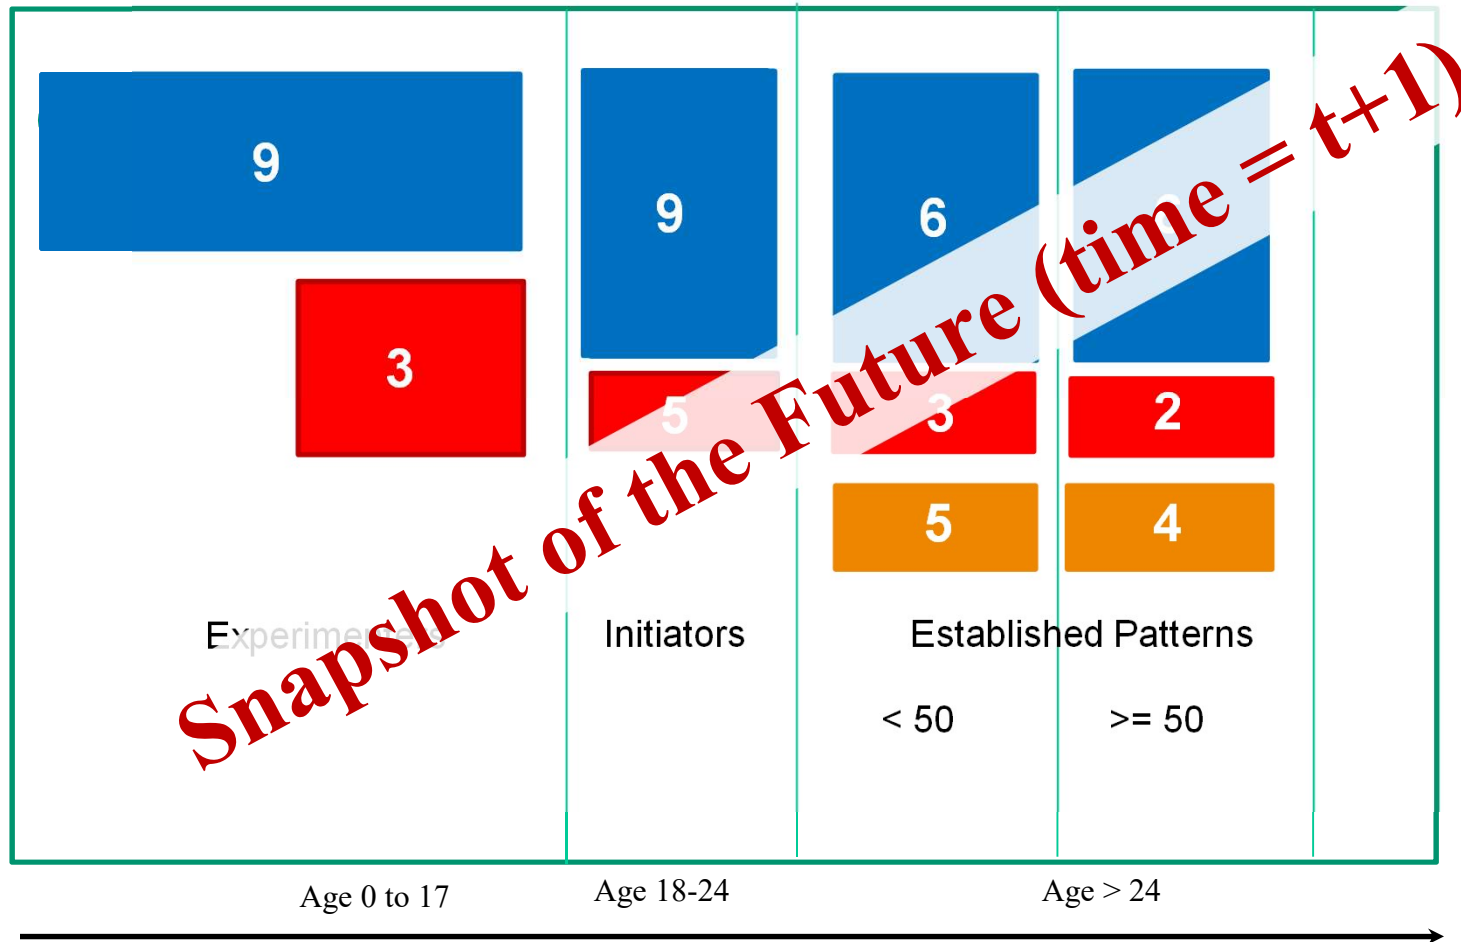 9
9
6
3
5
3
2
5
4
Snapshot of the Future (time = t+1)
Experimenters
Initiators
Established Patterns
< 50
>= 50
Age 0 to 17
Age 18-24
Age > 24